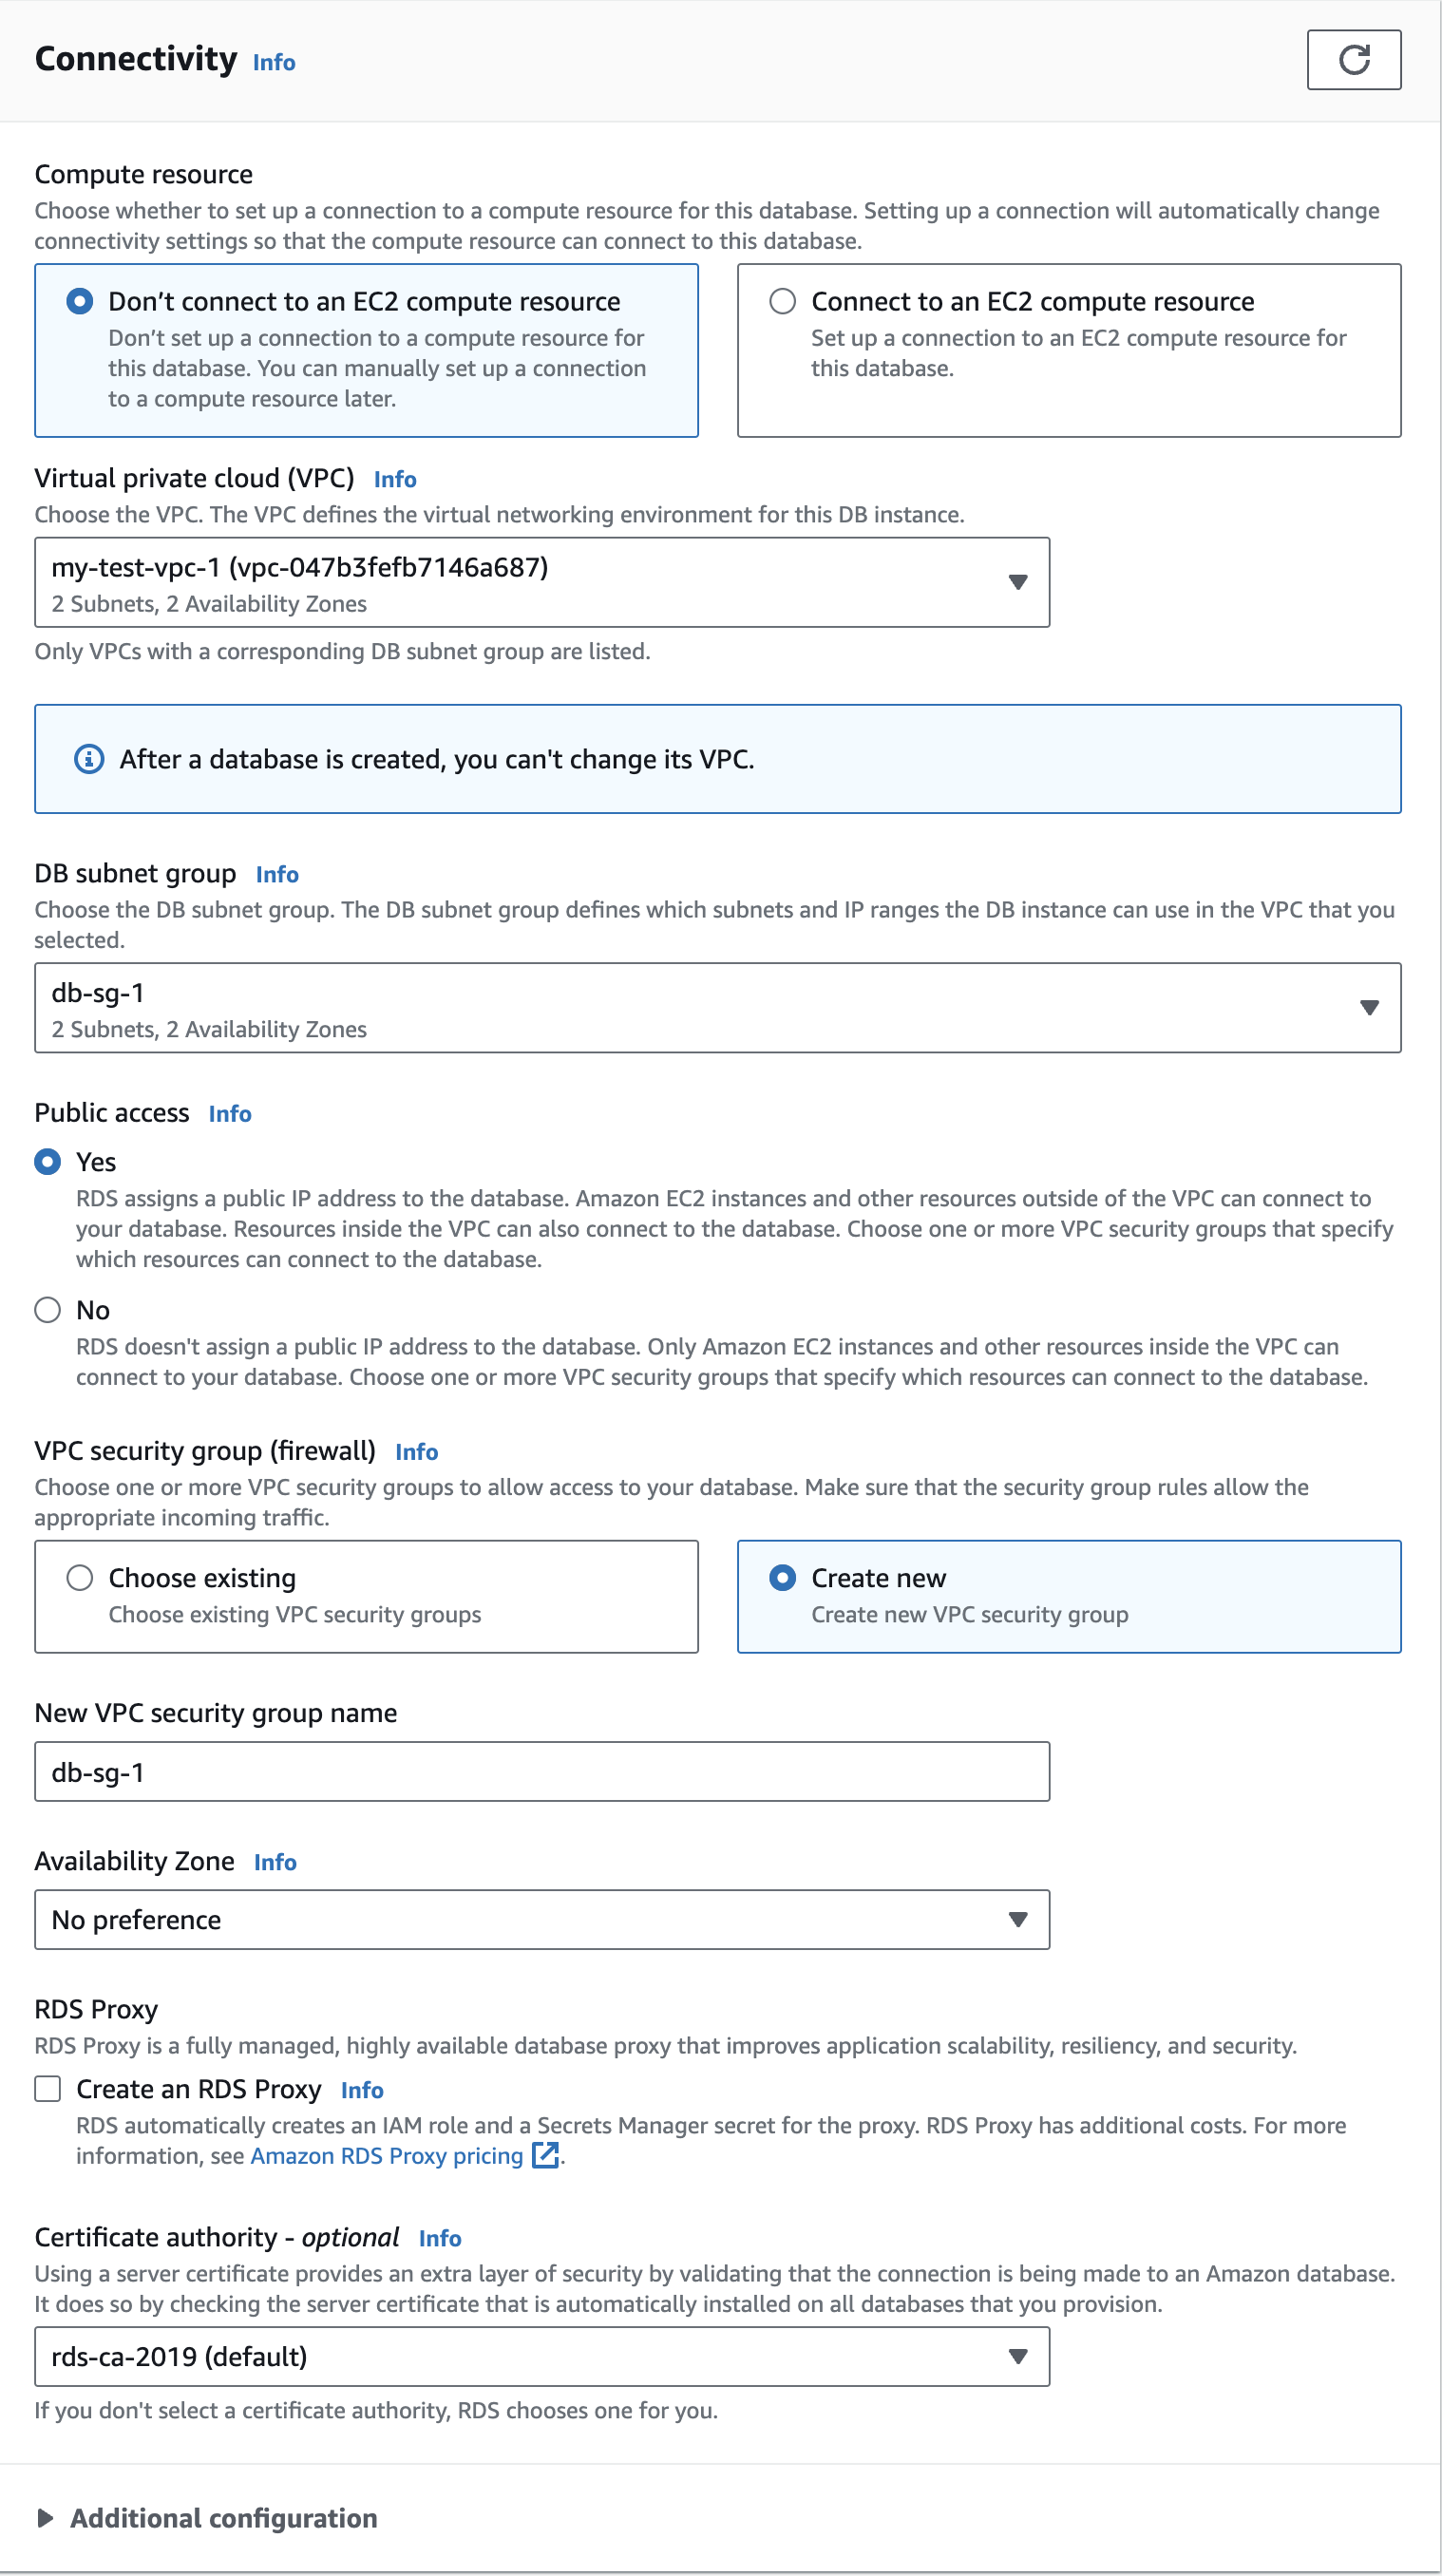 Connectivity Info
Compute resource
Choose whether to set up a connection to a compute resource for this database. Setting up a connection will automatically change
connectivity settings so that the compute resource can connect to this database.
Don’t connect to an EC2 compute resource
Don’t set up a connection to a compute resource for
this database. You can manually set up a connection
to a compute resource later.
Connect to an EC2 compute resource
Set up a connection to an EC2 compute resource for
this database.
Virtual private cloud (VPC) Info
Choose the VPC. The VPC defines the virtual networking environment for this DB instance.
my-test-vpc-1 (vpc-047b3fefb7146a687)
2 Subnets, 2 Availability Zones
Only VPCs with a corresponding DB subnet group are listed.
After a database is created, you can't change its VPC.
DB subnet group Info
Choose the DB subnet group. The DB subnet group defines which subnets and IP ranges the DB instance can use in the VPC that you
selected.
db-sg-1
2 Subnets, 2 Availability Zones
Public access Info
Yes
RDS assigns a public IP address to the database. Amazon EC2 instances and other resources outside of the VPC can connect to
your database. Resources inside the VPC can also connect to the database. Choose one or more VPC security groups that specify
which resources can connect to the database.
No
RDS doesn't assign a public IP address to the database. Only Amazon EC2 instances and other resources inside the VPC can
connect to your database. Choose one or more VPC security groups that specify which resources can connect to the database.
VPC security group (firewall) Info
Choose one or more VPC security groups to allow access to your database. Make sure that the security group rules allow the
appropriate incoming traffic.
Choose existing
Choose existing VPC security groups
Create new
Create new VPC security group
New VPC security group name
db-sg-1
Availability Zone Info
No preference
RDS Proxy
RDS Proxy is a fully managed, highly available database proxy that improves application scalability, resiliency, and security.
Create an RDS Proxy Info
RDS automatically creates an IAM role and a Secrets Manager secret for the proxy. RDS Proxy has additional costs. For more
information, see Amazon RDS Proxy pricing .
Certificate authority - optional Info
Using a server certificate provides an extra layer of security by validating that the connection is being made to an Amazon database.
It does so by checking the server certificate that is automatically installed on all databases that you provision.
rds-ca-2019 (default)
If you don't select a certificate authority, RDS chooses one for you.
Additional configuration